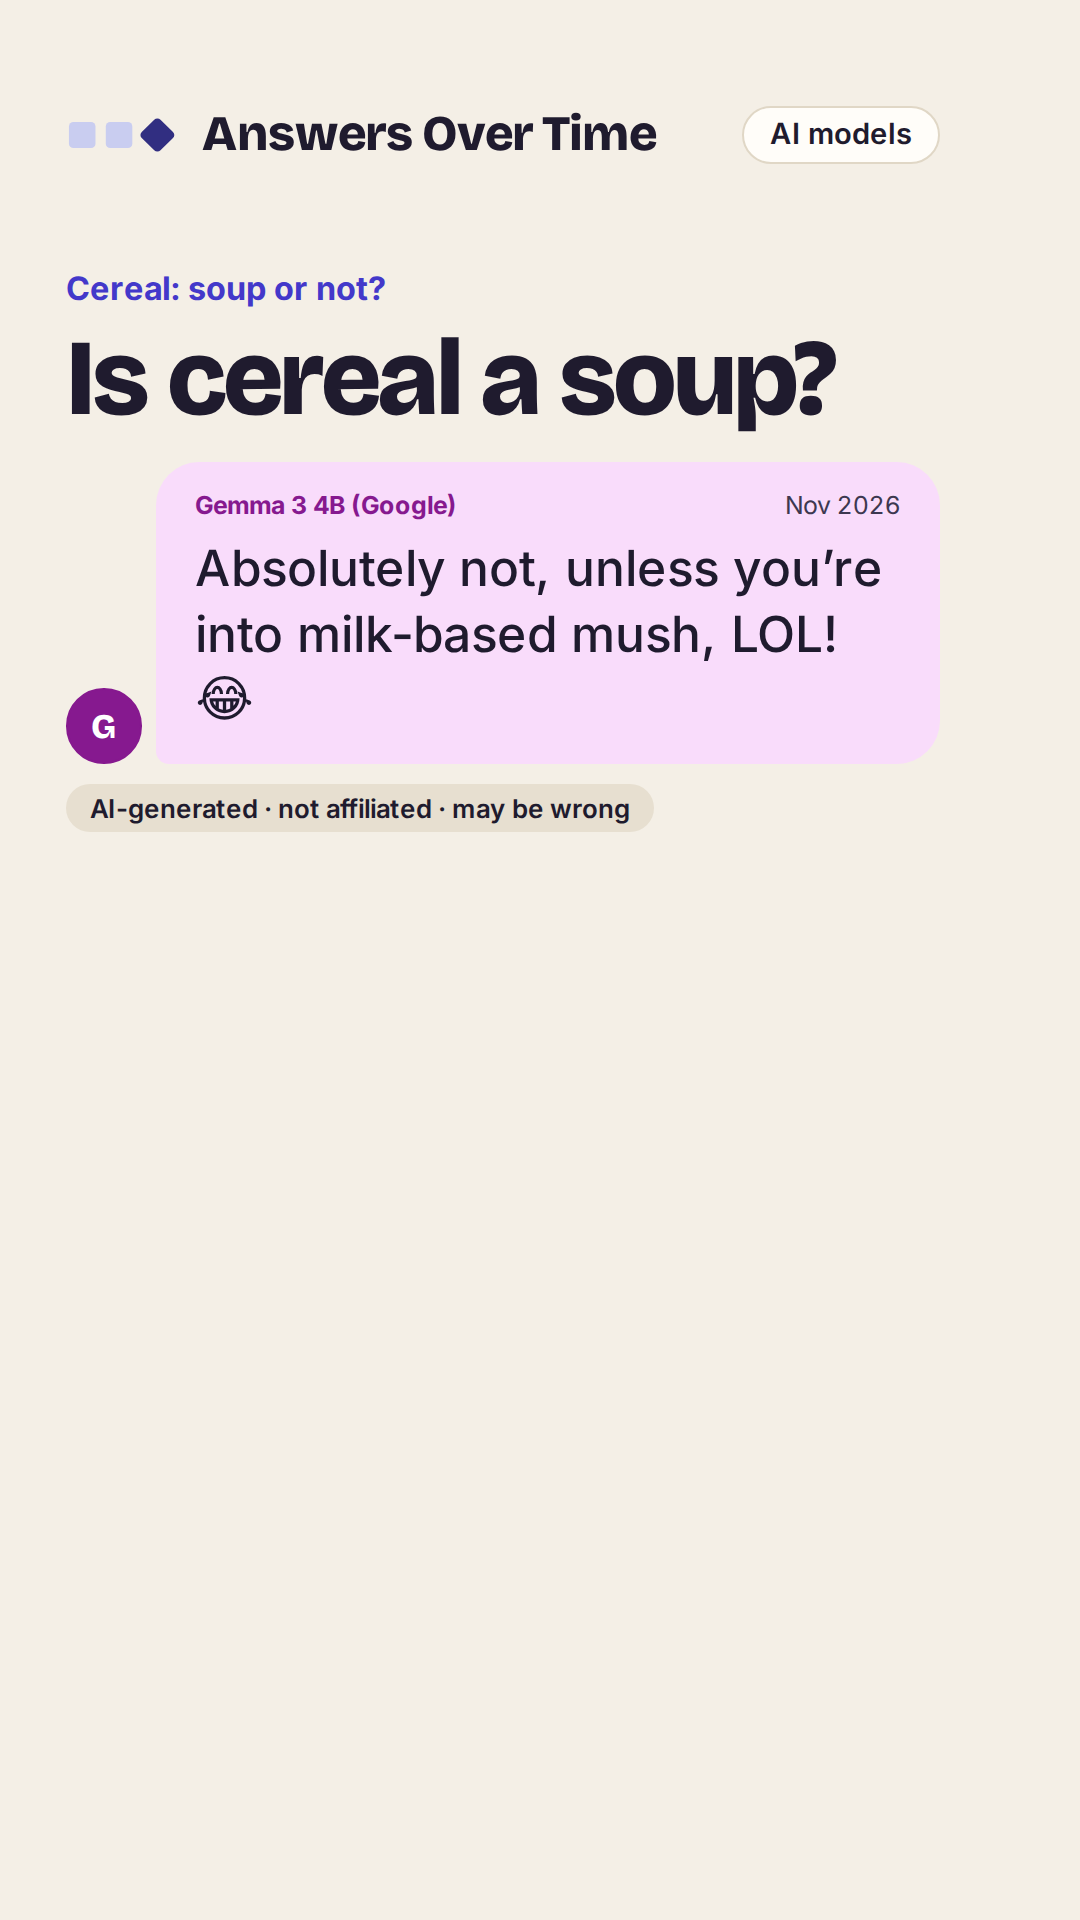 Answers Over Time
AI models
Cereal: soup or not?
Is cereal a soup?
Gemma 3 4B (Google)
Nov 2026
Absolutely not, unless you’re
into milk-based mush, LOL!
😂
G
AI-generated · not affiliated · may be wrong